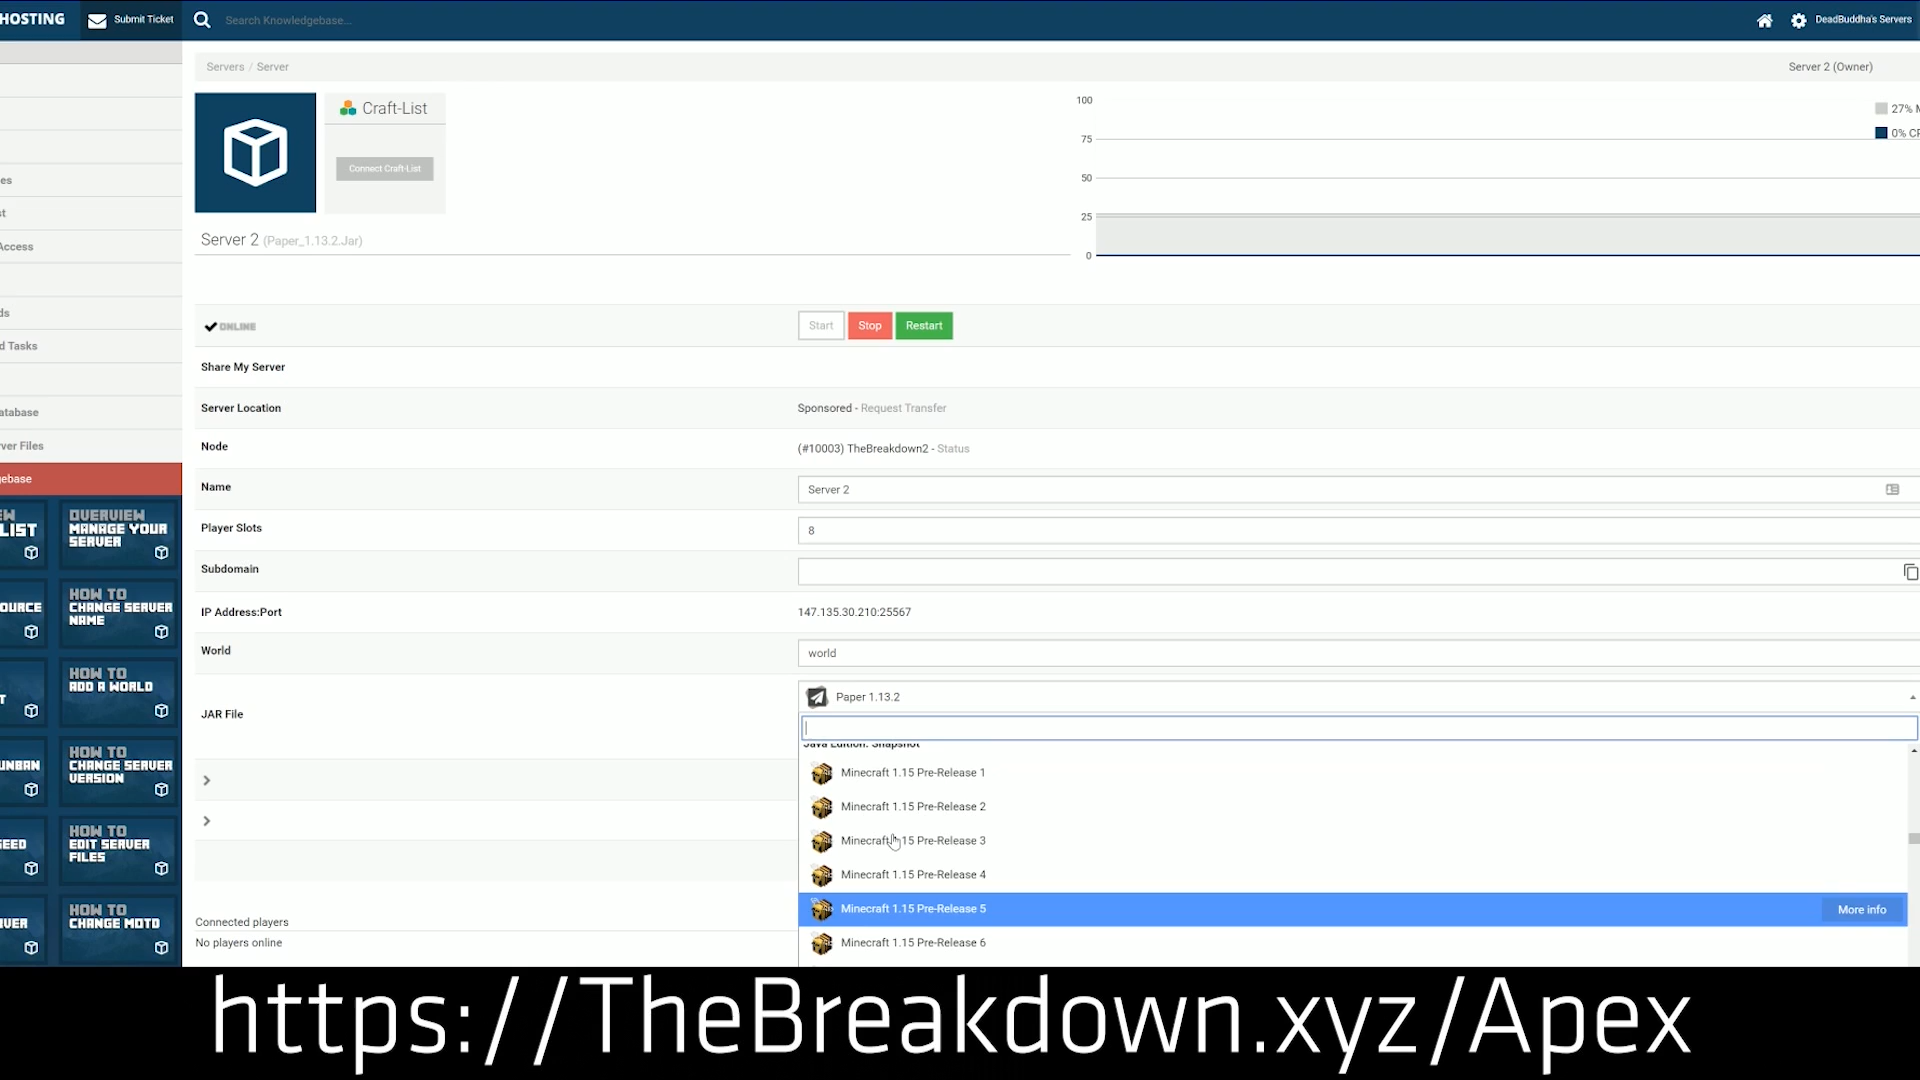 HOSTING
Submit Ticket
Search Knowledgebase...
DeadBuddha's Servers
Servers / Server
Server 2 (Owner)
Craft-List
Connect Craft-List
100
75
50
25
0
27% M
0% CP
Server 2 (Paper_1.13.2.Jar)
es
st
Access
ds
d Tasks
atabase
ver Files
gebase
ONLINE
Start
Stop
Restart
Share My Server
Server Location
Sponsored - Request Transfer
Node
(#10003) TheBreakdown2 - Status
Name
Server 2
Player Slots
8
Subdomain
IP Address:Port
147.135.30.210:25567
World
world
JAR File
Paper 1.13.2
Java Edition: Snapshot
Minecraft 1.15 Pre-Release 1
Minecraft 1.15 Pre-Release 2
Minecraft 1.15 Pre-Release 3
Minecraft 1.15 Pre-Release 4
Minecraft 1.15 Pre-Release 5
More info
Minecraft 1.15 Pre-Release 6
EW
LIST
OVERVIEW
MANAGE YOUR
SERVER
OURCE
HOW TO
CHANGE SERVER
NAME
T
HOW TO
ADD A WORLD
UNBAN
HOW TO
CHANGE SERVER
VERSION
SEED
HOW TO
EDIT SERVER
FILES
VER
HOW TO
CHANGE MOTD
Connected players
No players online
https://TheBreakdown.xyz/Apex